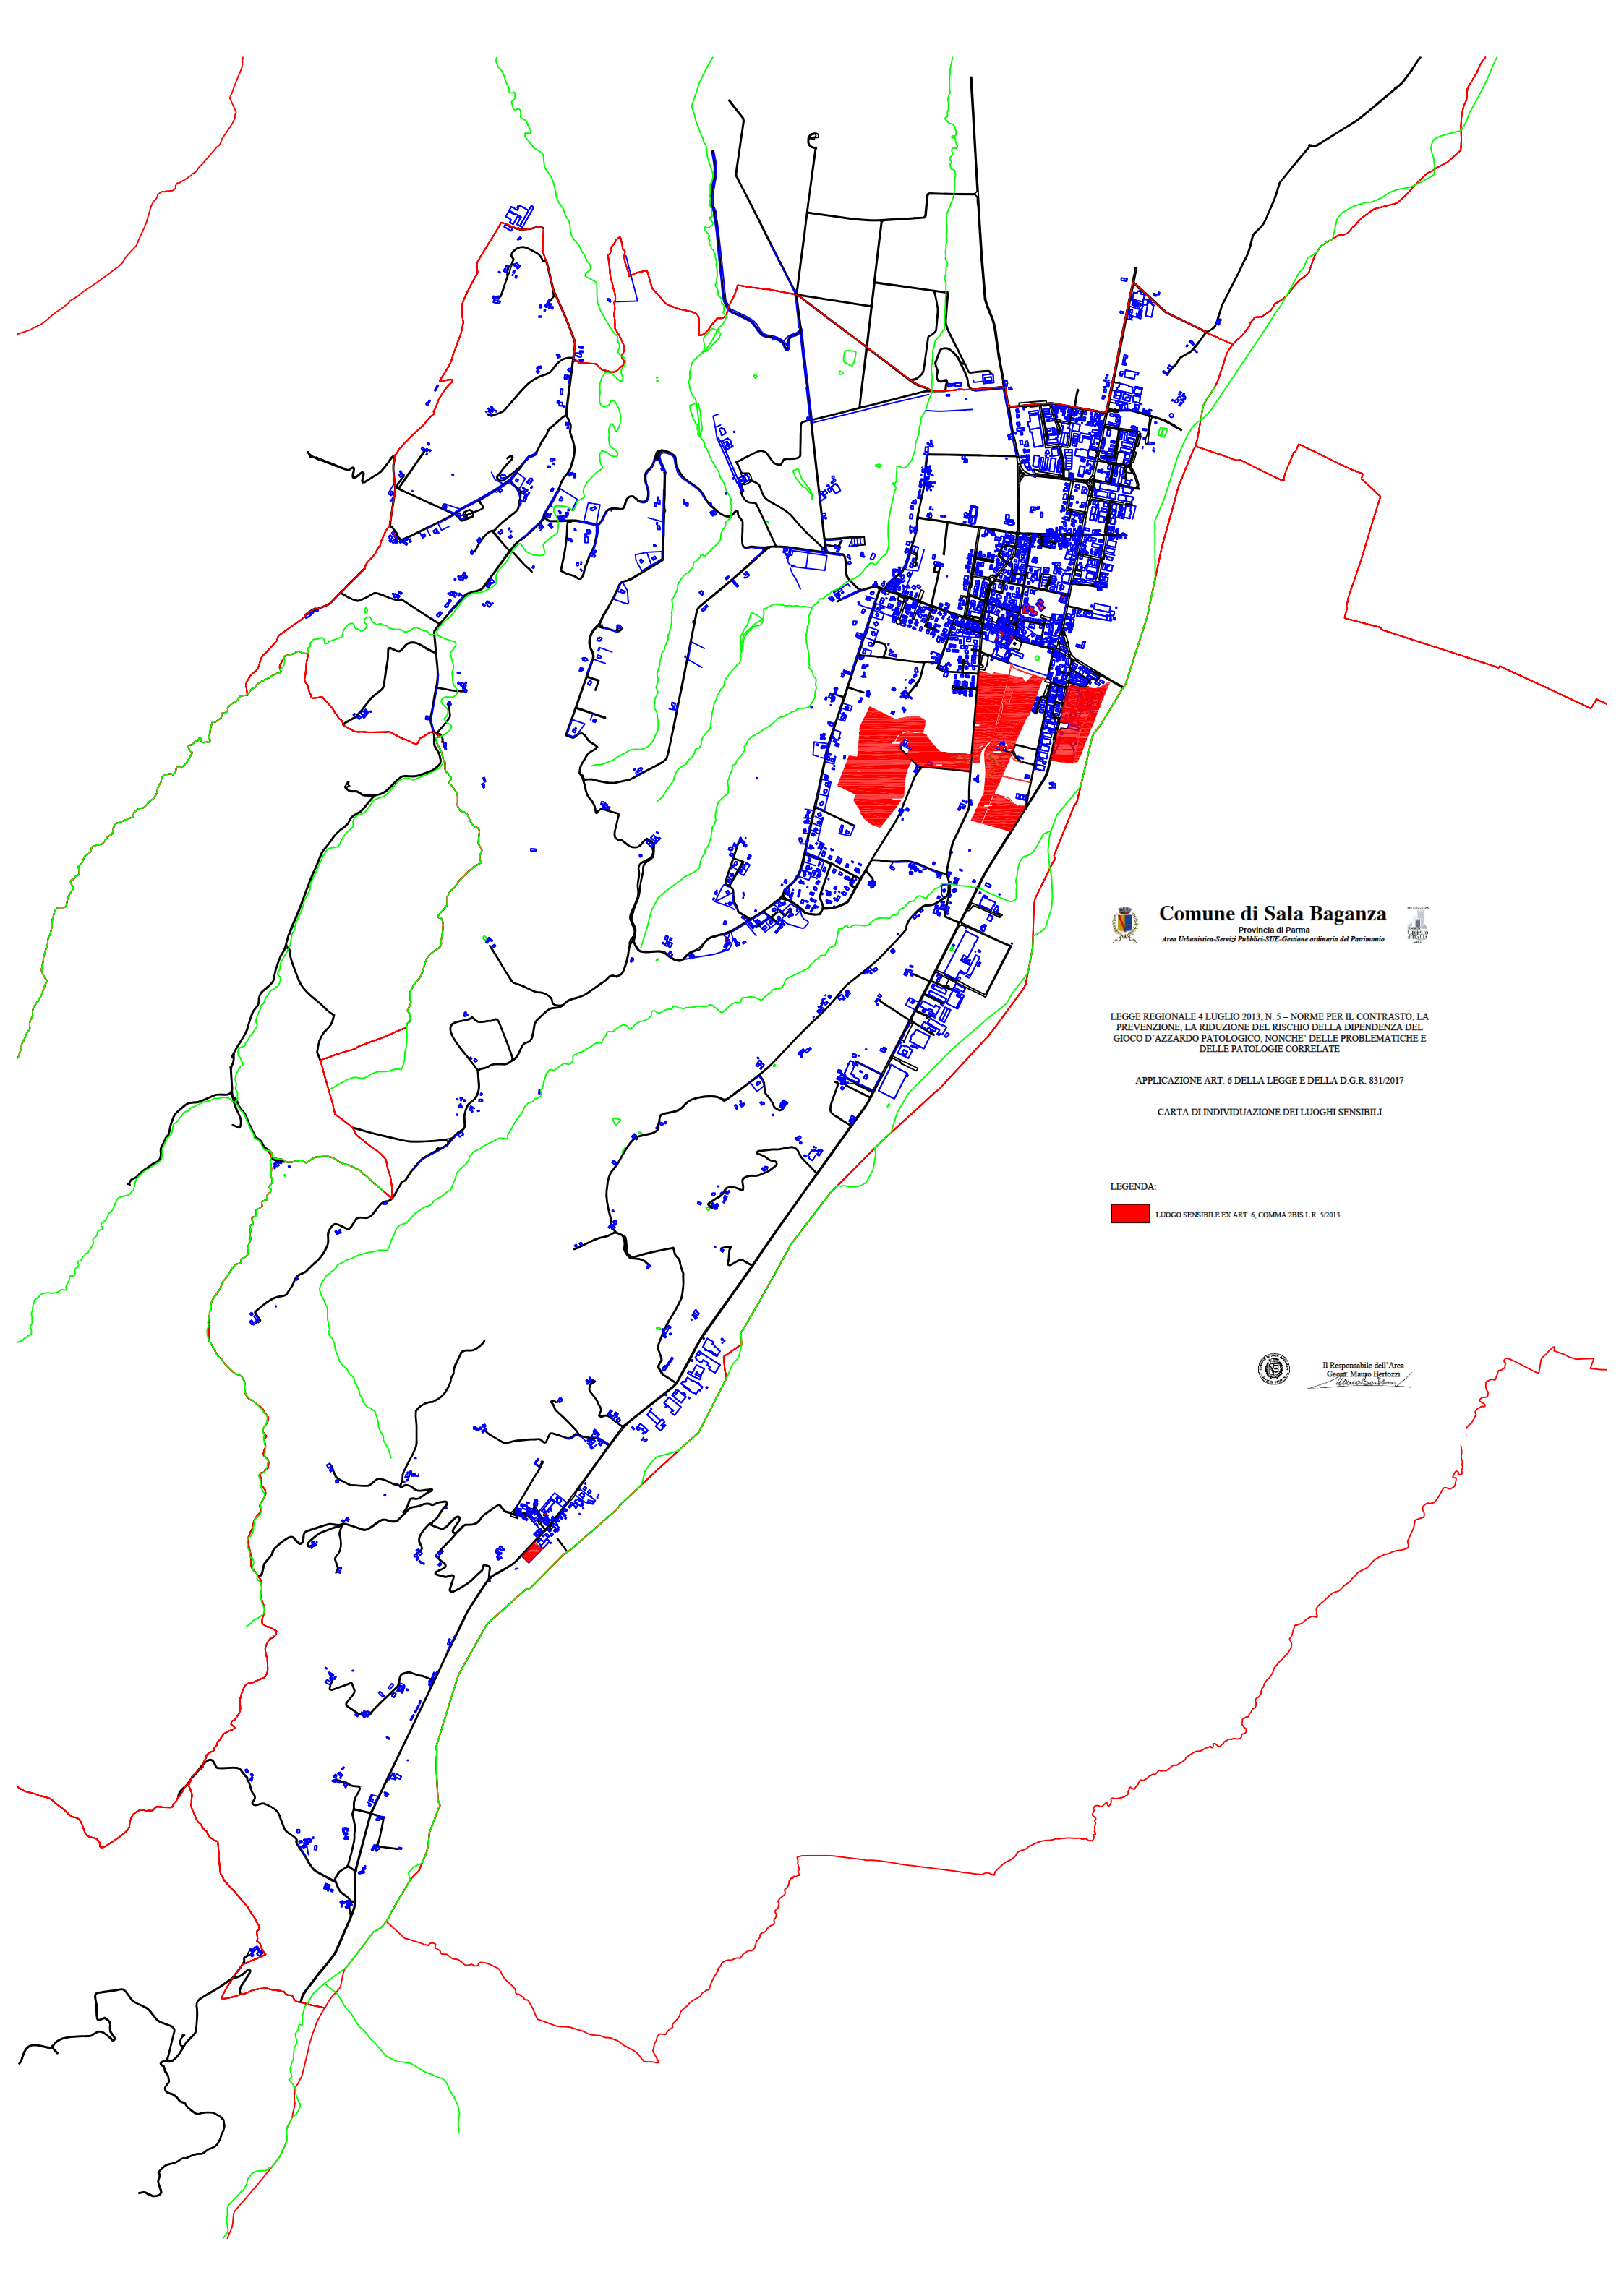 Comune di Sala Baganza
Provincia di Parma
Area Urbanistica-Servizi Pubblici-SUE-Gestione ordinaria del Patrimonio
LEGGE REGIONALE 4 LUGLIO 2013, N. 5 – NORME PER IL CONTRASTO, LA
PREVENZIONE, LA RIDUZIONE DEL RISCHIO DELLA DIPENDENZA DEL
GIOCO D'AZZARDO PATOLOGICO, NONCHE' DELLE PROBLEMATICHE E
DELLE PATOLOGIE CORRELATE
APPLICAZIONE ART. 6 DELLA LEGGE E DELLA D.G.R. 831/2017
CARTA DI INDIVIDUAZIONE DEI LUOGHI SENSIBILI
LEGENDA:
LUOGO SENSIBILE EX ART. 6, COMMA 2BIS L.R. 5/2013
Il Responsabile dell'Area
Geom. Mauro Bertozzi